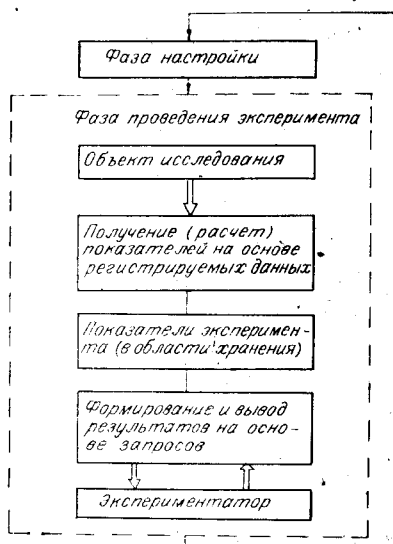 Фаза настройки
Фаза проведения эксперимента
Объект исследования
Получение (расчет)
показателей на основе
регистрируемых данных
Показатели эксперимен-
та (в области хранения)
Формирование и вывод
результатов на осно-
ве запросов
Экспериментатор